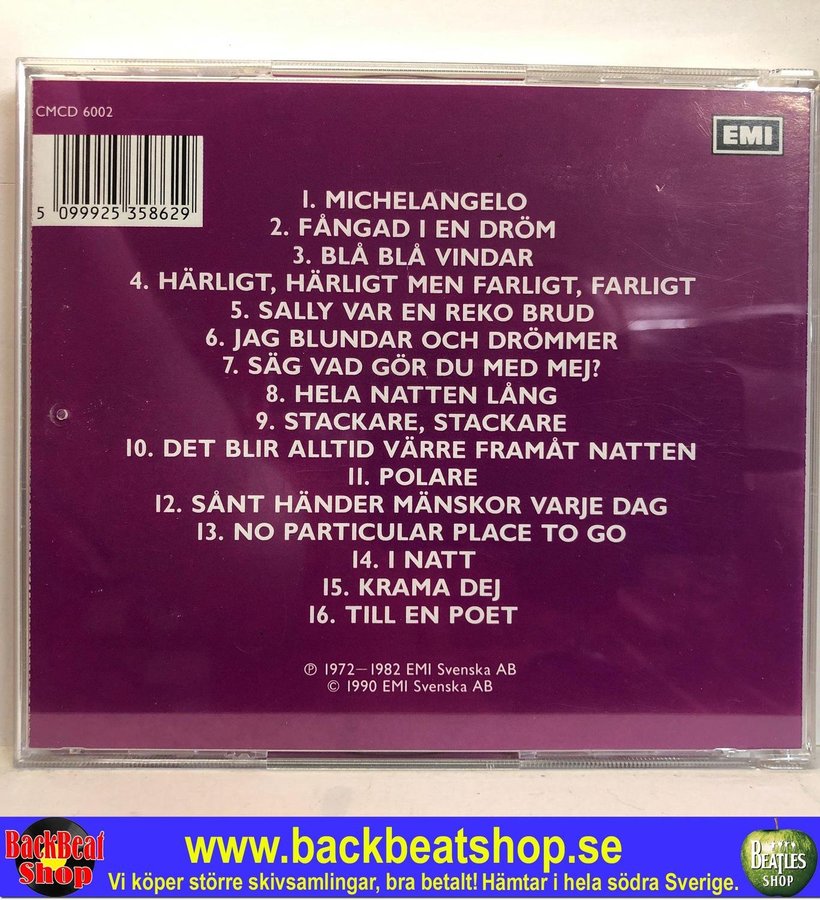 CMCD 6002
EMI
5 099925 358629
1. MICHELANGELO
2. FÅNGAD I EN DRÖM
3. BLÅ BLÅ VINDAR
4. HÄRLIGT, HÄRLIGT MEN FARLIGT, FARLIGT
5. SALLY VAR EN REKO BRUD
6. JAG BLUNDAR OCH DRÖMMER
7. SÄG VAD GÖR DU MED MEJ?
8. HELA NATTEN LÅNG
9. STACKARE, STACKARE
10. DET BLIR ALLTID VÄRRE FRAMÅT NATTEN
11. POLARE
12. SÅNT HÄNDER MÄNSKOR VARJE DAG
13. NO PARTICULAR PLACE TO GO
14. I NATT
15. KRAMA DEJ
16. TILL EN POET
℗ 1972–1982 EMI Svenska AB
© 1990 EMI Svenska AB
BackBeat
Shop
www.backbeatshop.se
Vi köper större skivsamlingar, bra betalt! Hämtar i hela södra Sverige.
BEATLES
SHOP